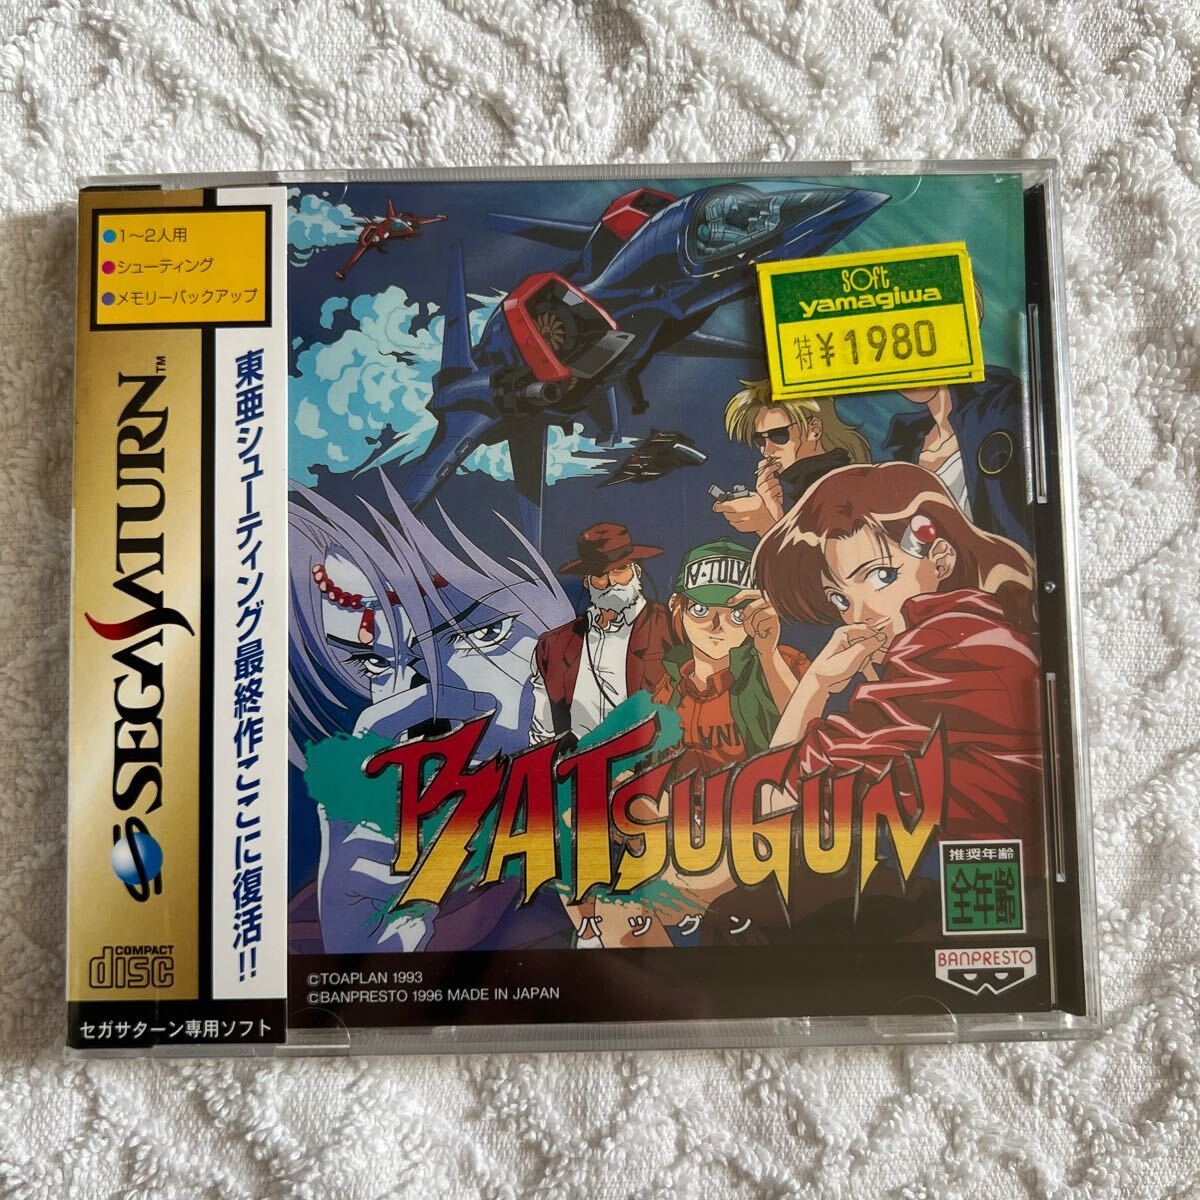 ●1～2人用
●シューティング
●メモリーバックアップ
SEGA SATURN™
東亜シューティング最終作ここに復活!!
COMPACT
disc
セガサターン専用ソフト
soft
yamagiwa
特¥1980
BATSUGUN
バツグン
©TOAPLAN 1993
©BANPRESTO 1996 MADE IN JAPAN
推奨年齢
全年齢
BANPRESTO